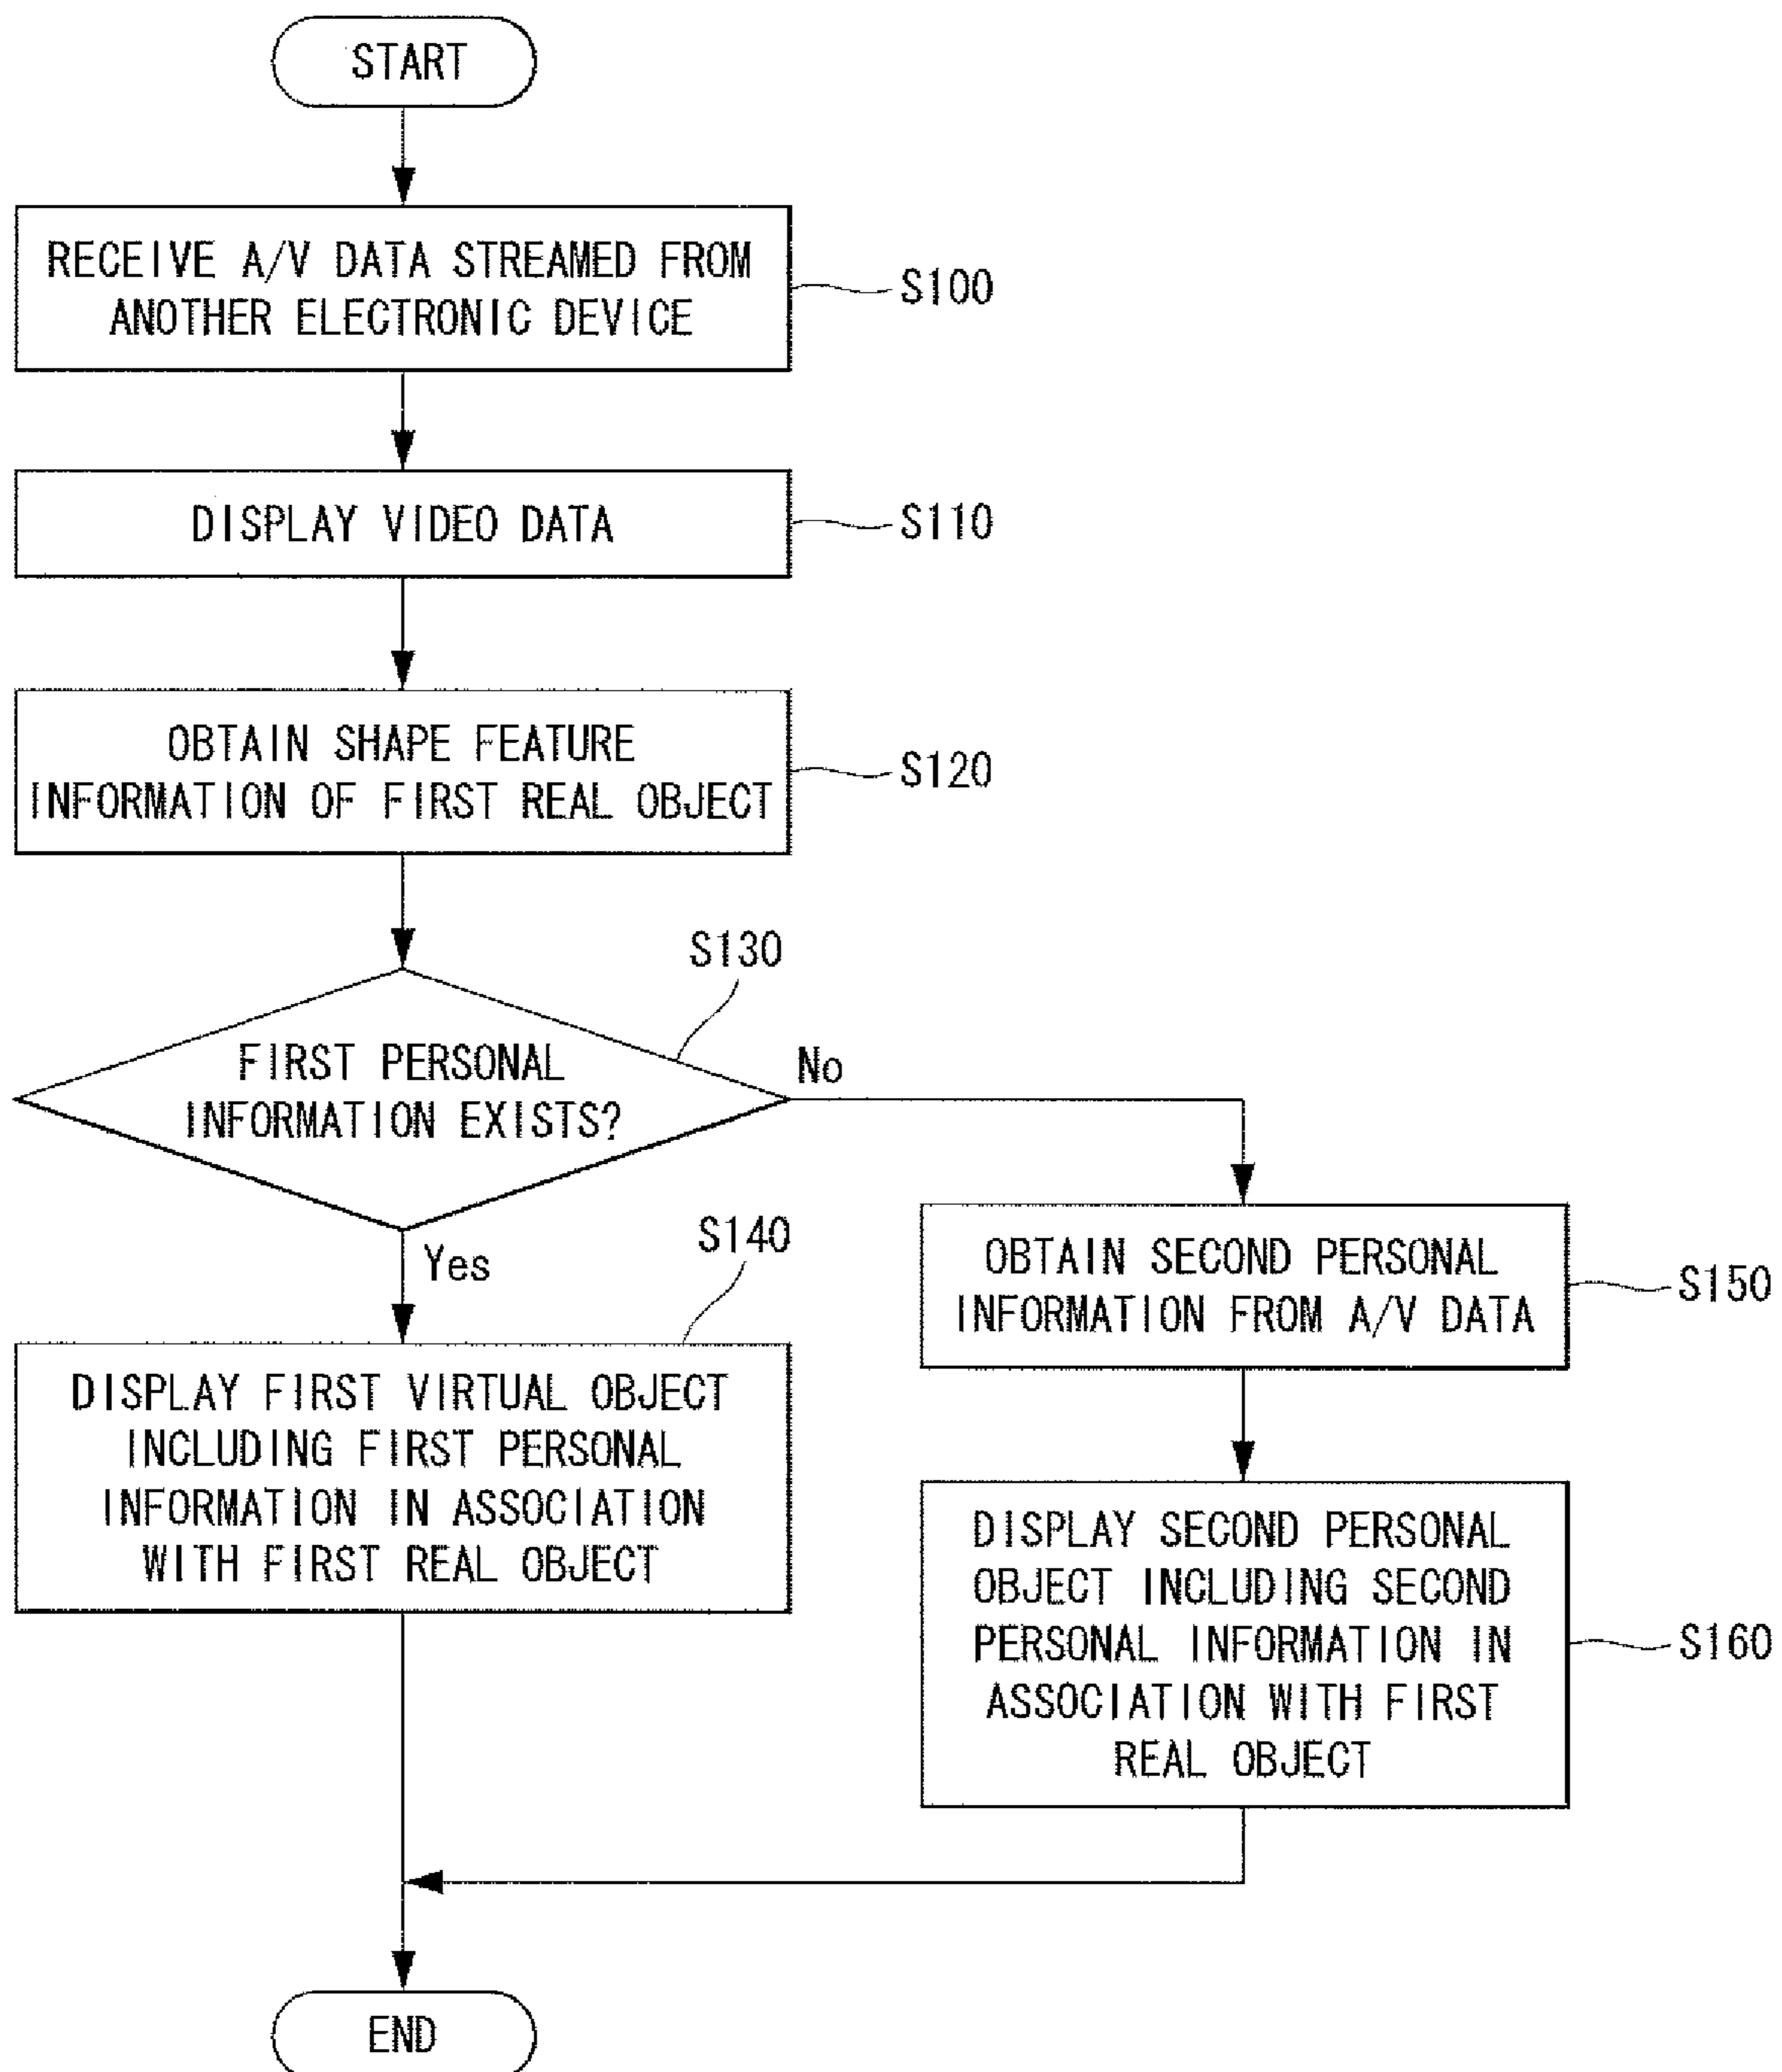 START
RECEIVE A/V DATA STREAMED FROM
ANOTHER ELECTRONIC DEVICE
S100
DISPLAY VIDEO DATA
S110
OBTAIN SHAPE FEATURE
INFORMATION OF FIRST REAL OBJECT
S120
S130
FIRST PERSONAL
INFORMATION EXISTS?
No
Yes
S140
DISPLAY FIRST VIRTUAL OBJECT
INCLUDING FIRST PERSONAL
INFORMATION IN ASSOCIATION
WITH FIRST REAL OBJECT
OBTAIN SECOND PERSONAL
INFORMATION FROM A/V DATA
S150
DISPLAY SECOND PERSONAL
OBJECT INCLUDING SECOND
PERSONAL INFORMATION IN
ASSOCIATION WITH FIRST
REAL OBJECT
S160
END